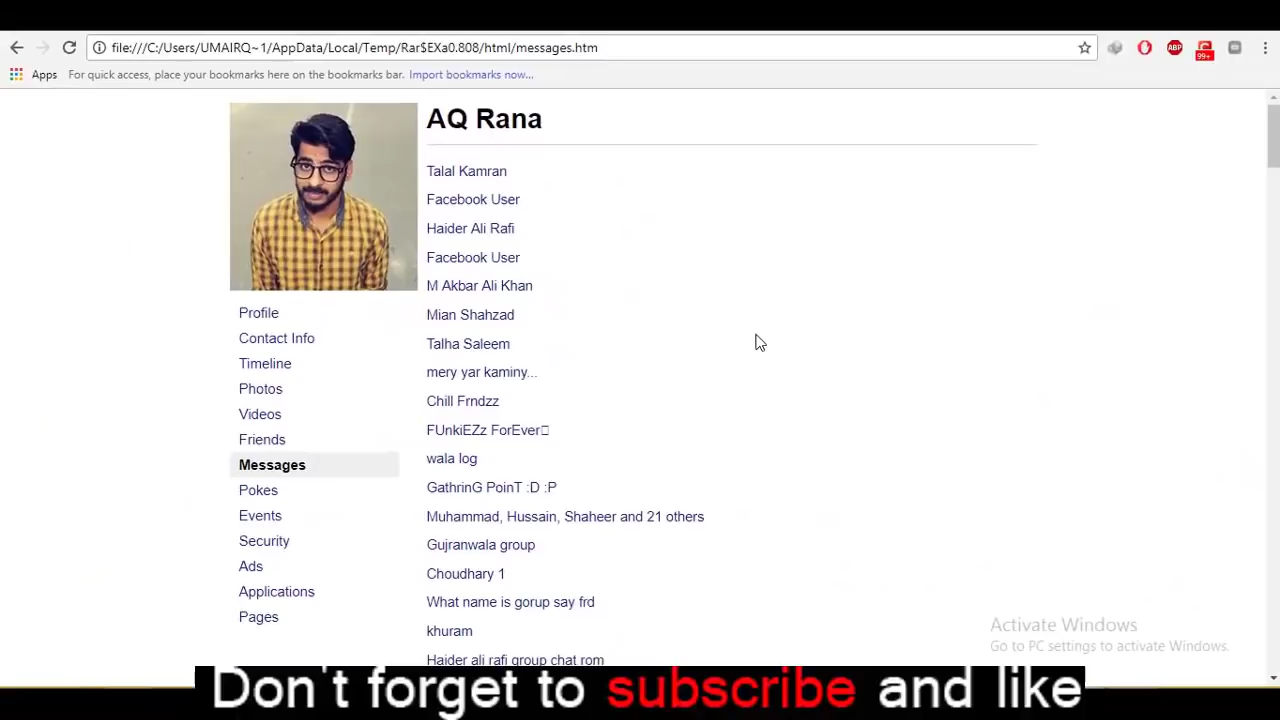 file:///C:/Users/UMAIRQ~1/AppData/Local/Temp/Rar$EXa0.808/html/messages.htm
ABP
99+
Apps
For quick access, place your bookmarks here on the bookmarks bar. Import bookmarks now...
AQ Rana
Talal Kamran
Facebook User
Haider Ali Rafi
Facebook User
M Akbar Ali Khan
Mian Shahzad
Talha Saleem
mery yar kaminy...
Chill Frndzz
FUnkiEZz ForEver
wala log
GathrinG PoinT :D :P
Muhammad, Hussain, Shaheer and 21 others
Gujranwala group
Choudhary 1
What name is gorup say frd
khuram
Haider ali rafi group chat rom
Profile
Contact Info
Timeline
Photos
Videos
Friends
Messages
Pokes
Events
Security
Ads
Applications
Pages
Activate Windows
Go to PC settings to activate Windows.
Don't forget to subscribe and like